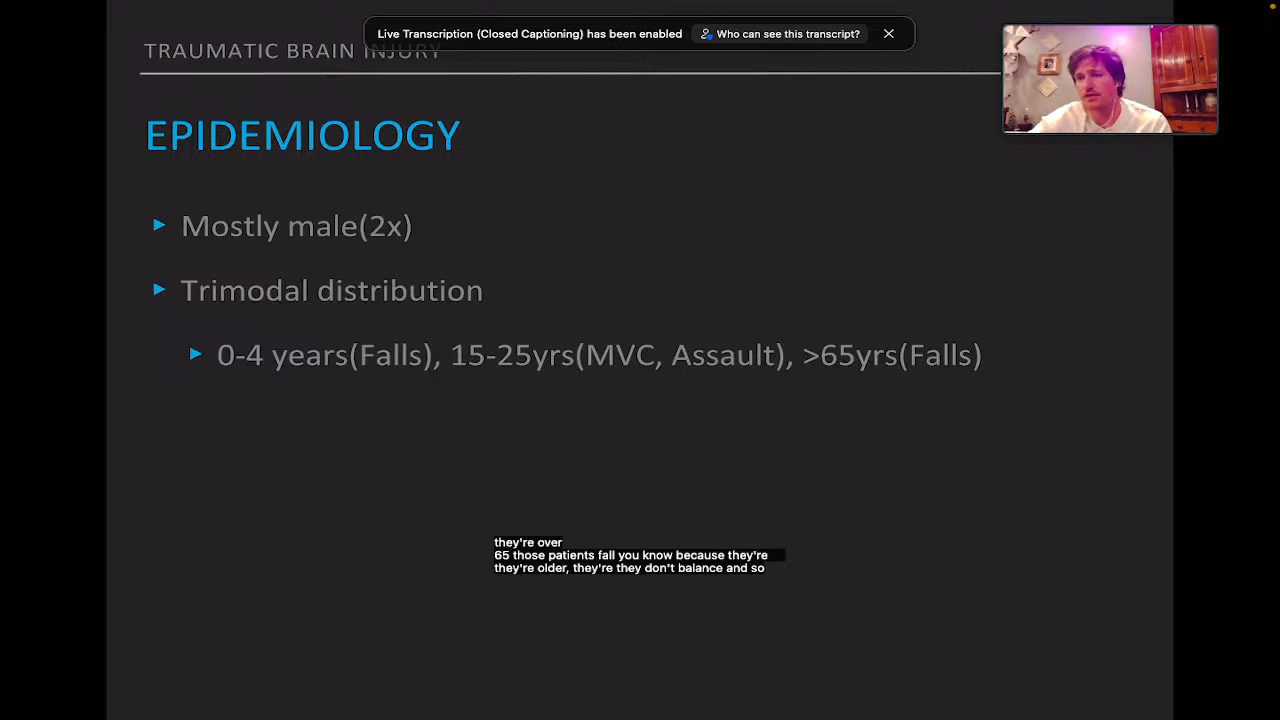 Live Transcription (Closed Captioning) has been enabled Who can see this transcript?
TRAUMATIC BRAIN INJURY
EPIDEMIOLOGY
Mostly male(2x)
Trimodal distribution
0-4 years(Falls), 15-25yrs(MVC, Assault), >65yrs(Falls)
they're over
65 those patients fall you know because they're
they're older, they're they don't balance and so